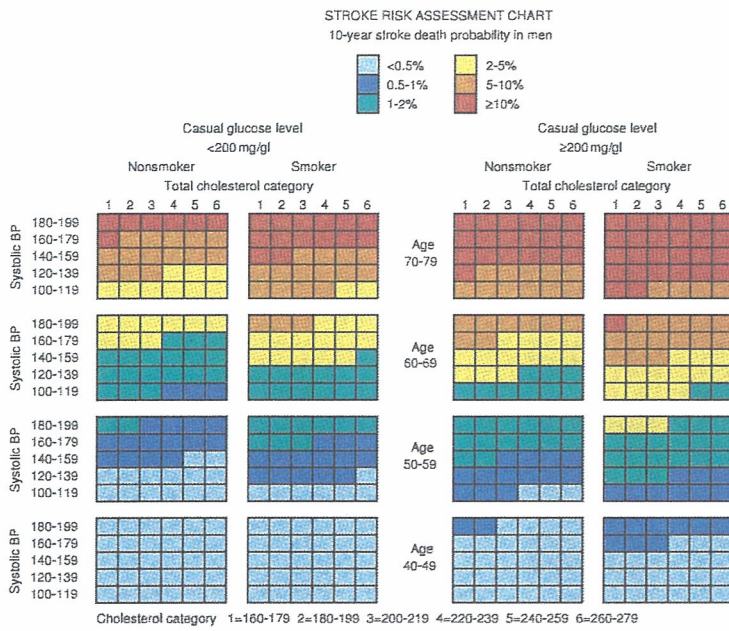 STROKE RISK ASSESSMENT CHART
10-year stroke death probability in men
<0.5% 2-5%
0.5-1% 5-10%
1-2% ≥10%
Casual glucose level Casual glucose level
<200 mg/gl ≥200 mg/gl
Nonsmoker Smoker Nonsmoker Smoker
Total cholesterol category Total cholesterol category
1 2 3 4 5 6 1 2 3 4 5 6 1 2 3 4 5 6 1 2 3 4 5 6
Systolic BP
180-199
160-179
140-159
120-139
100-119
Age
70-79
Systolic BP
180-199
160-179
140-159
120-139
100-119
Age
60-69
Systolic BP
180-199
160-179
140-159
120-139
100-119
Age
50-59
Systolic BP
180-199
160-179
140-159
120-139
100-119
Age
40-49
Cholesterol category 1=160-179 2=180-199 3=200-219 4=220-239 5=240-259 6=260-279